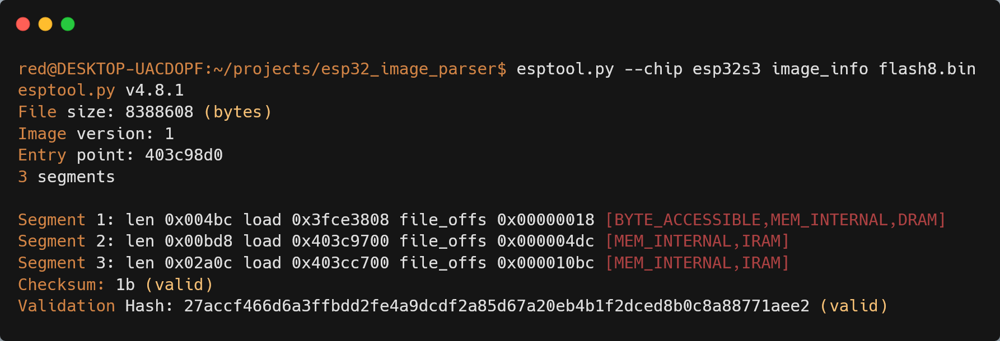 red@DESKTOP-UACDOPF:~/projects/esp32_image_parser$ esptool.py --chip esp32s3 image_info flash8.bin
esptool.py v4.8.1
File size: 8388608 (bytes)
Image version: 1
Entry point: 403c98d0
3 segments
Segment 1: len 0x004bc load 0x3fce3808 file_offs 0x00000018 [BYTE_ACCESSIBLE,MEM_INTERNAL,DRAM]
Segment 2: len 0x00bd8 load 0x403c9700 file_offs 0x000004dc [MEM_INTERNAL,IRAM]
Segment 3: len 0x02a0c load 0x403cc700 file_offs 0x000010bc [MEM_INTERNAL,IRAM]
Checksum: 1b (valid)
Validation Hash: 27accf466d6a3ffbdd2fe4a9dcdf2a85d67a20eb4b1f2dced8b0c8a88771aee2 (valid)